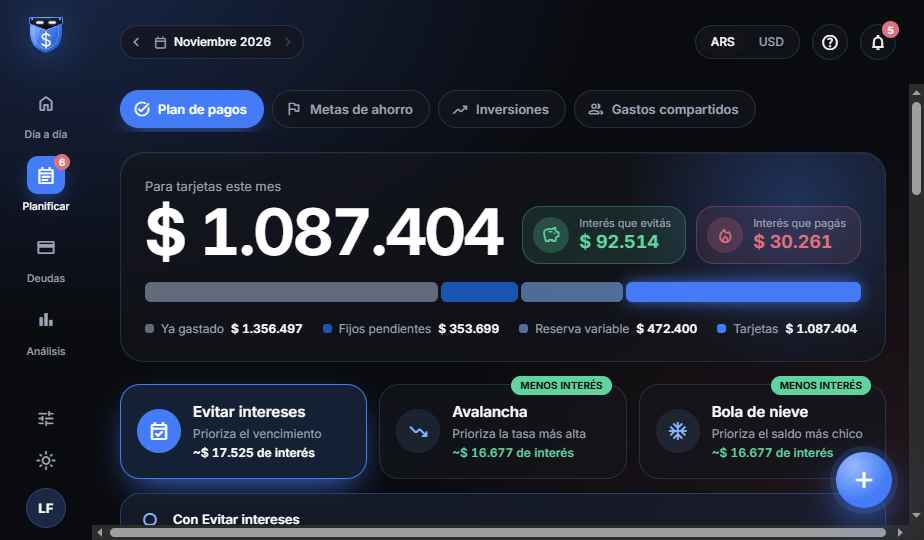 $
Noviembre 2026
ARS USD
5
Día a día
6
Planificar
Deudas
Análisis
LF
Plan de pagos
Metas de ahorro
Inversiones
Gastos compartidos
Para tarjetas este mes
$ 1.087.404
Interés que evitás
$ 92.514
Interés que pagás
$ 30.261
Ya gastado $ 1.356.497
Fijos pendientes $ 353.699
Reserva variable $ 472.400
Tarjetas $ 1.087.404
Evitar intereses
Prioriza el vencimiento
~$ 17.525 de interés
MENOS INTERÉS
Avalancha
Prioriza la tasa más alta
~$ 16.677 de interés
MENOS INTERÉS
Bola de nieve
Prioriza el saldo más chico
~$ 16.677 de interés
Con Evitar intereses